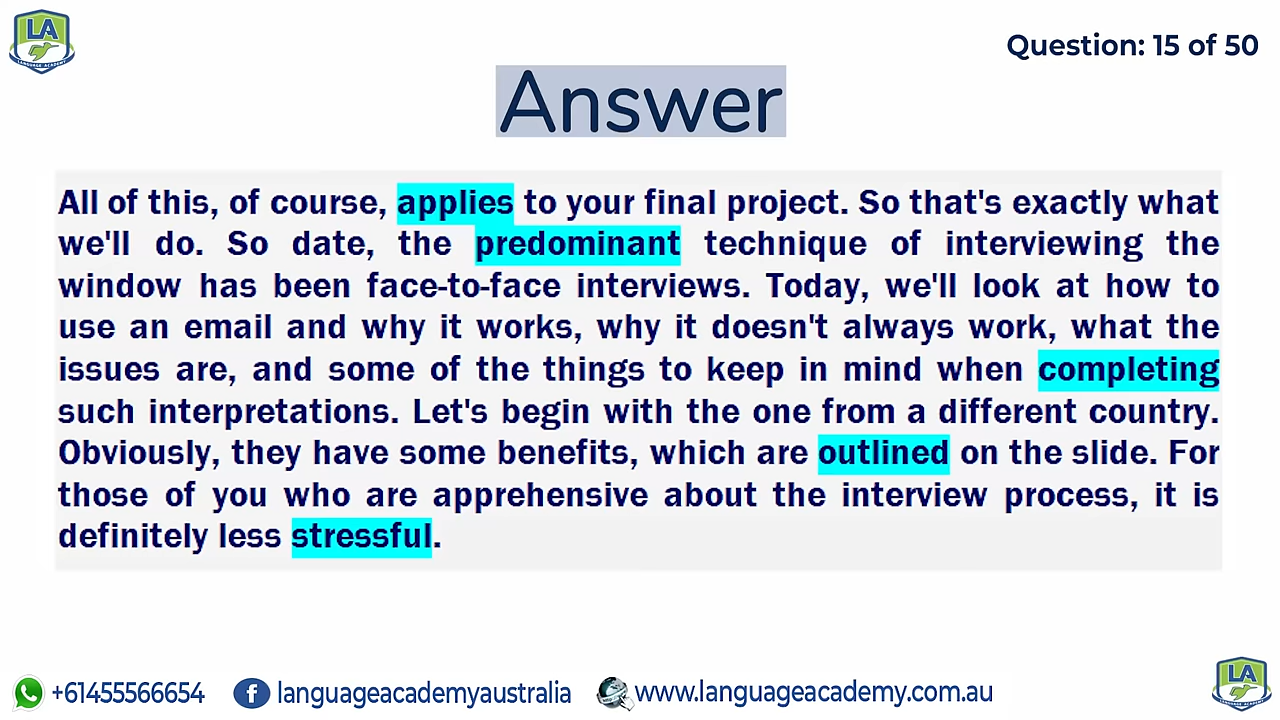 LA
LANGUAGE ACADEMY
Question: 15 of 50
Answer
All of this, of course, applies to your final project. So that's exactly what
we'll do. So date, the predominant technique of interviewing the
window has been face-to-face interviews. Today, we'll look at how to
use an email and why it works, why it doesn't always work, what the
issues are, and some of the things to keep in mind when completing
such interpretations. Let's begin with the one from a different country.
Obviously, they have some benefits, which are outlined on the slide. For
those of you who are apprehensive about the interview process, it is
definitely less stressful.
+61455566654 languageacademyaustralia www.languageacademy.com.au
LA
LANGUAGE ACADEMY